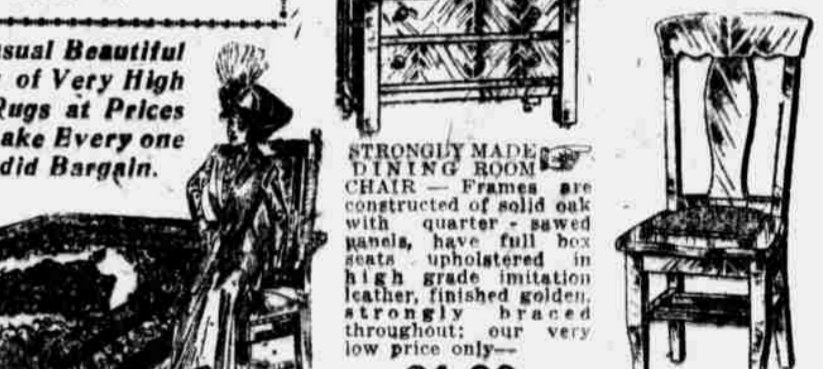 sual Beautiful
of Very High
Rugs at Prices
ake Every one
did Bargain.
STRONGLY MADE
DINING ROOM
CHAIR — Frames are
constructed of solid oak
with quarter - sawed
panels, have full box
seats upholstered in
high grade imitation
leather, finished golden,
strongly braced
throughout; our very
low price only—